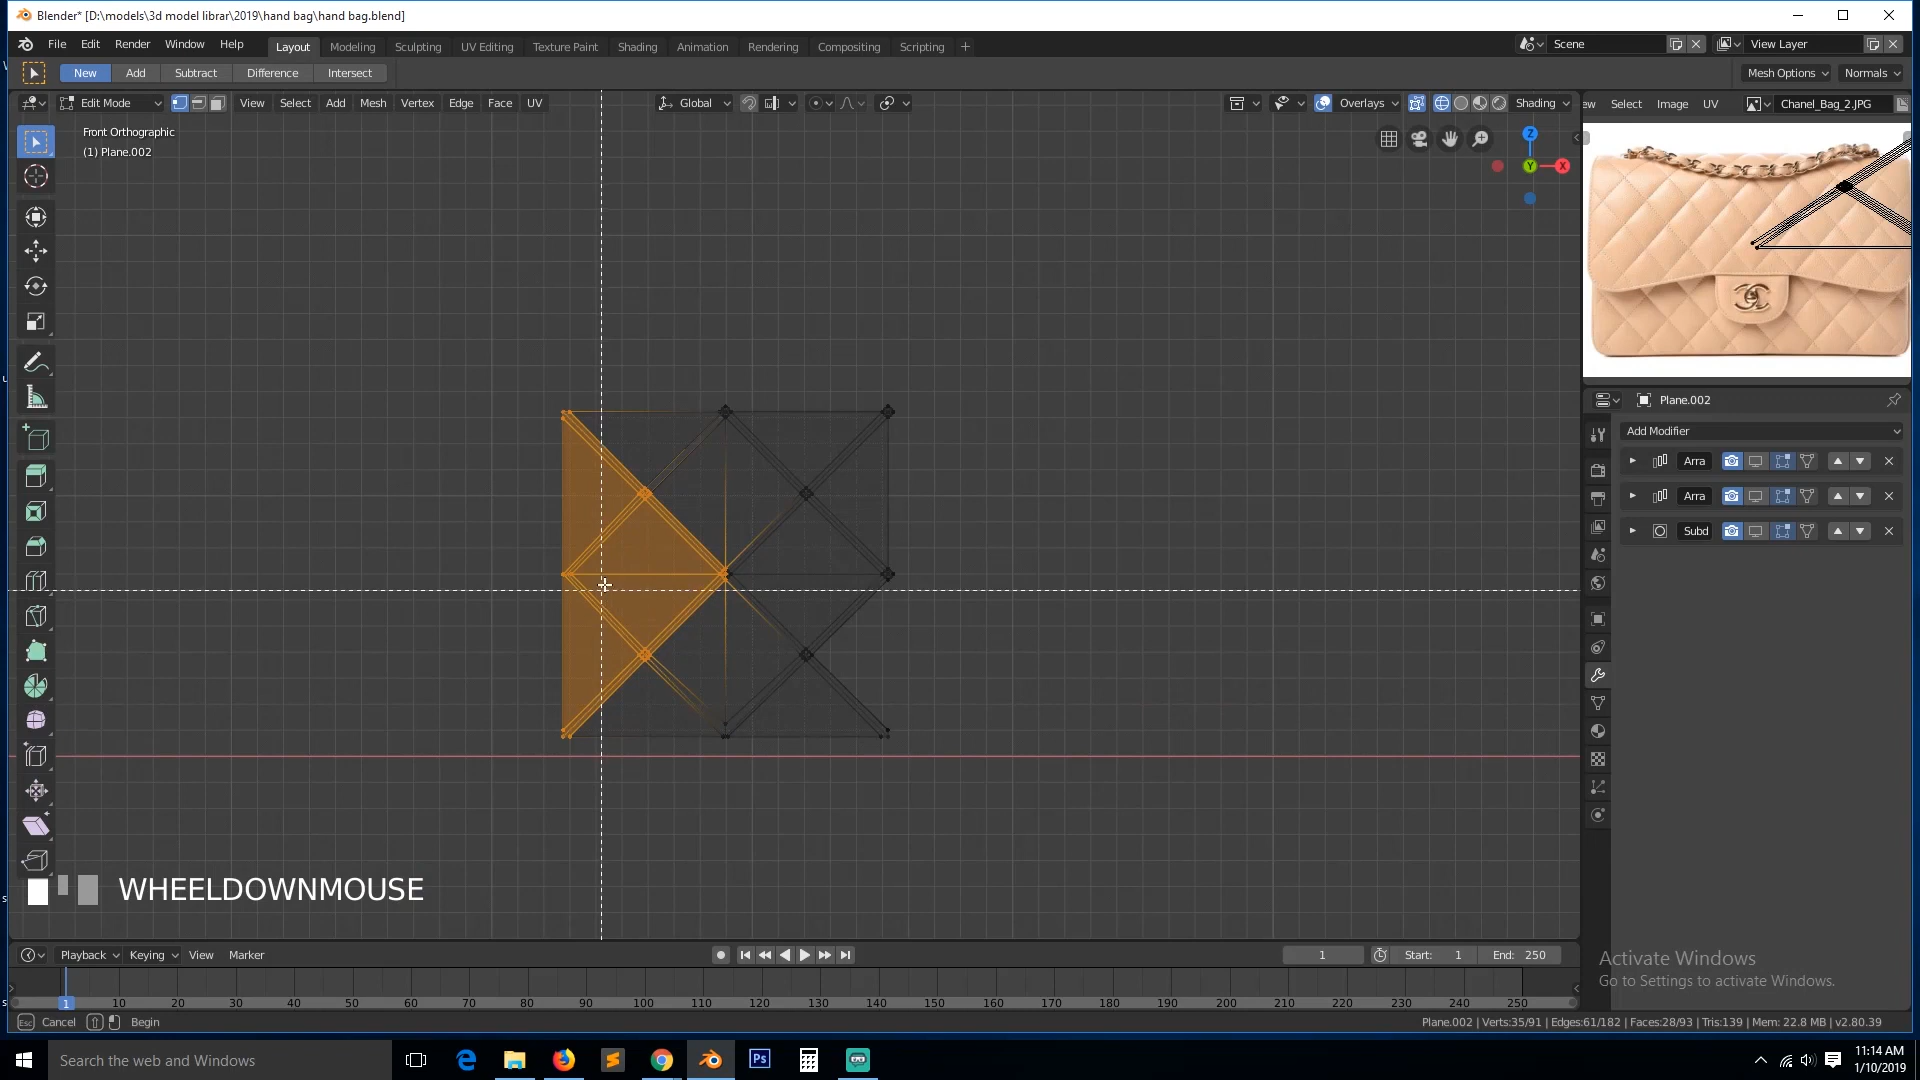 Blender* [D:\models\3d model librar\2019\hand bag\hand bag.blend]
File Edit Render Window Help
Layout Modeling Sculpting UV Editing Texture Paint Shading Animation Rendering Compositing Scripting +
Scene
View Layer
New Add Subtract Difference Intersect
Mesh Options Normals
Edit Mode
View Select Add Mesh Vertex Edge Face UV
Global
Overlays
Shading
ew Select Image UV
Chanel_Bag_2.JPG
Front Orthographic
(1) Plane.002
Z
Y
X
Plane.002
Add Modifier
Arra
Arra
Subd
WHEELDOWNMOUSE
Playback Keying View Marker
1
Start: 1
End: 250
1 10 20 30 40 50 60 70 80 90 100 110 120 130 140 150 160 170 180 190 200 210 220 230 240 250
Activate Windows
Go to Settings to activate Windows.
Esc Cancel Begin
Plane.002 | Verts:35/91 | Edges:61/182 | Faces:28/93 | Tris:139 | Mem: 22.8 MB | v2.80.39
Search the web and Windows
Ps
11:14 AM
1/10/2019